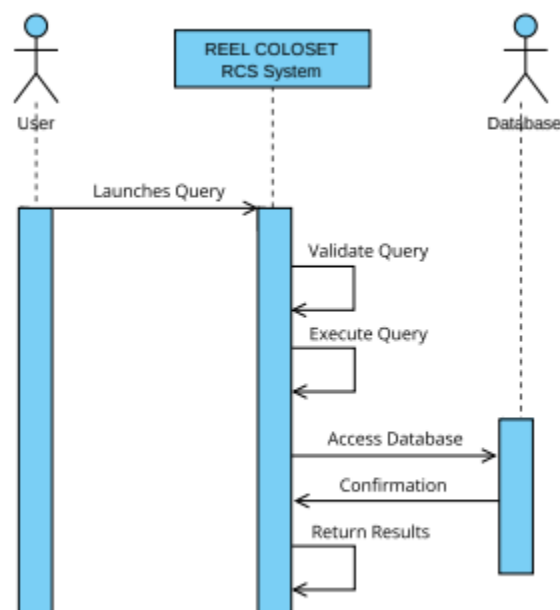 REEL COLOSET
RCS System
User
Database
Launches Query
Validate Query
Execute Query
Access Database
Confirmation
Return Results